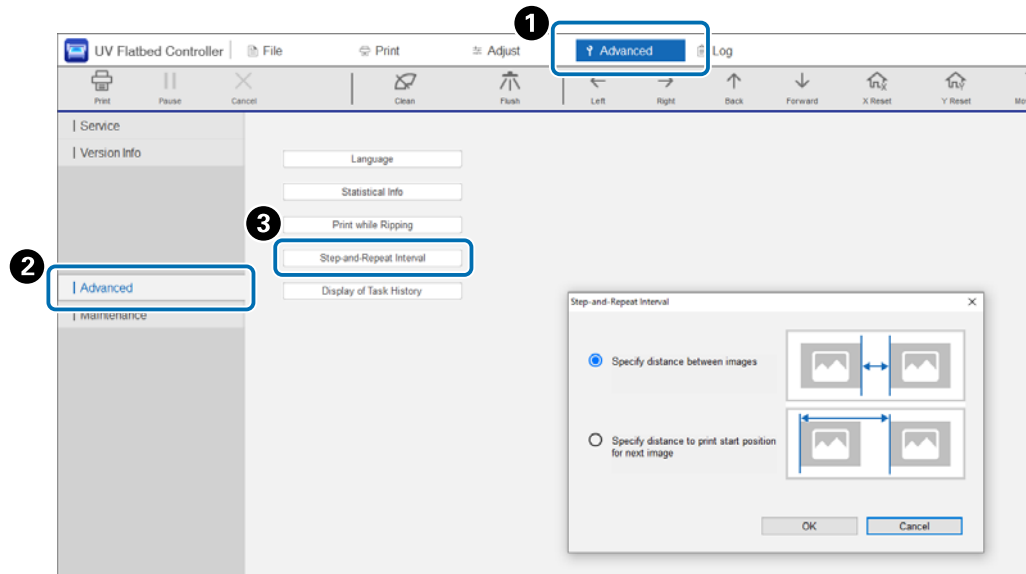 1
UV Flatbed Controller
File
Print
Adjust
Advanced
Log
Print
Pause
Cancel
Clean
Flush
Left
Right
Back
Forward
X Reset
Y Reset
Service
Version Info
Language
Statistical Info
3
Print while Ripping
2
Step-and-Repeat Interval
Advanced
Display of Task History
Maintenance
Step-and-Repeat Interval
Specify distance between images
Specify distance to print start position
for next image
OK
Cancel